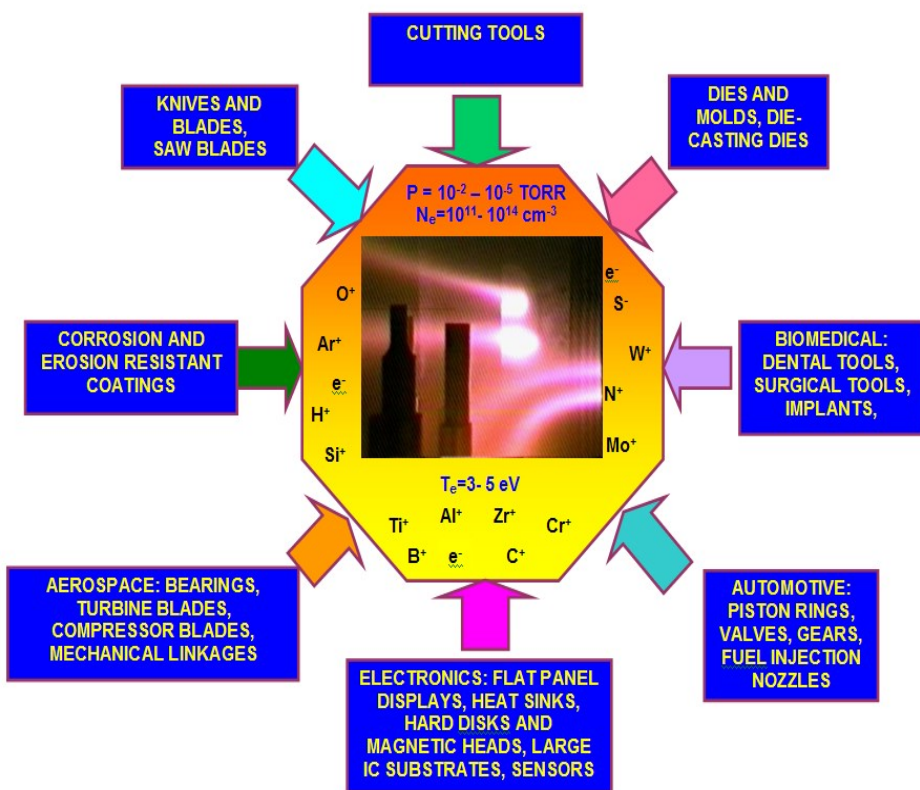 CUTTING TOOLS
KNIVES AND
BLADES,
SAW BLADES
DIES AND
MOLDS, DIE-
CASTING DIES
P = 10⁻² – 10⁻⁵ TORR
Nₑ=10¹¹- 10¹⁴ cm⁻³
O⁺
Ar⁺
e⁻
H⁺
Si⁺
e⁻
S⁻
W⁺
N⁺
Mo⁺
CORROSION AND
EROSION RESISTANT
COATINGS
BIOMEDICAL:
DENTAL TOOLS,
SURGICAL TOOLS,
IMPLANTS,
Tₑ=3- 5 eV
Ti⁺
Al⁺
Zr⁺
Cr⁺
B⁺
e⁻
C⁺
AEROSPACE: BEARINGS,
TURBINE BLADES,
COMPRESSOR BLADES,
MECHANICAL LINKAGES
AUTOMOTIVE:
PISTON RINGS,
VALVES, GEARS,
FUEL INJECTION
NOZZLES
ELECTRONICS: FLAT PANEL
DISPLAYS, HEAT SINKS,
HARD DISKS AND
MAGNETIC HEADS, LARGE
IC SUBSTRATES, SENSORS